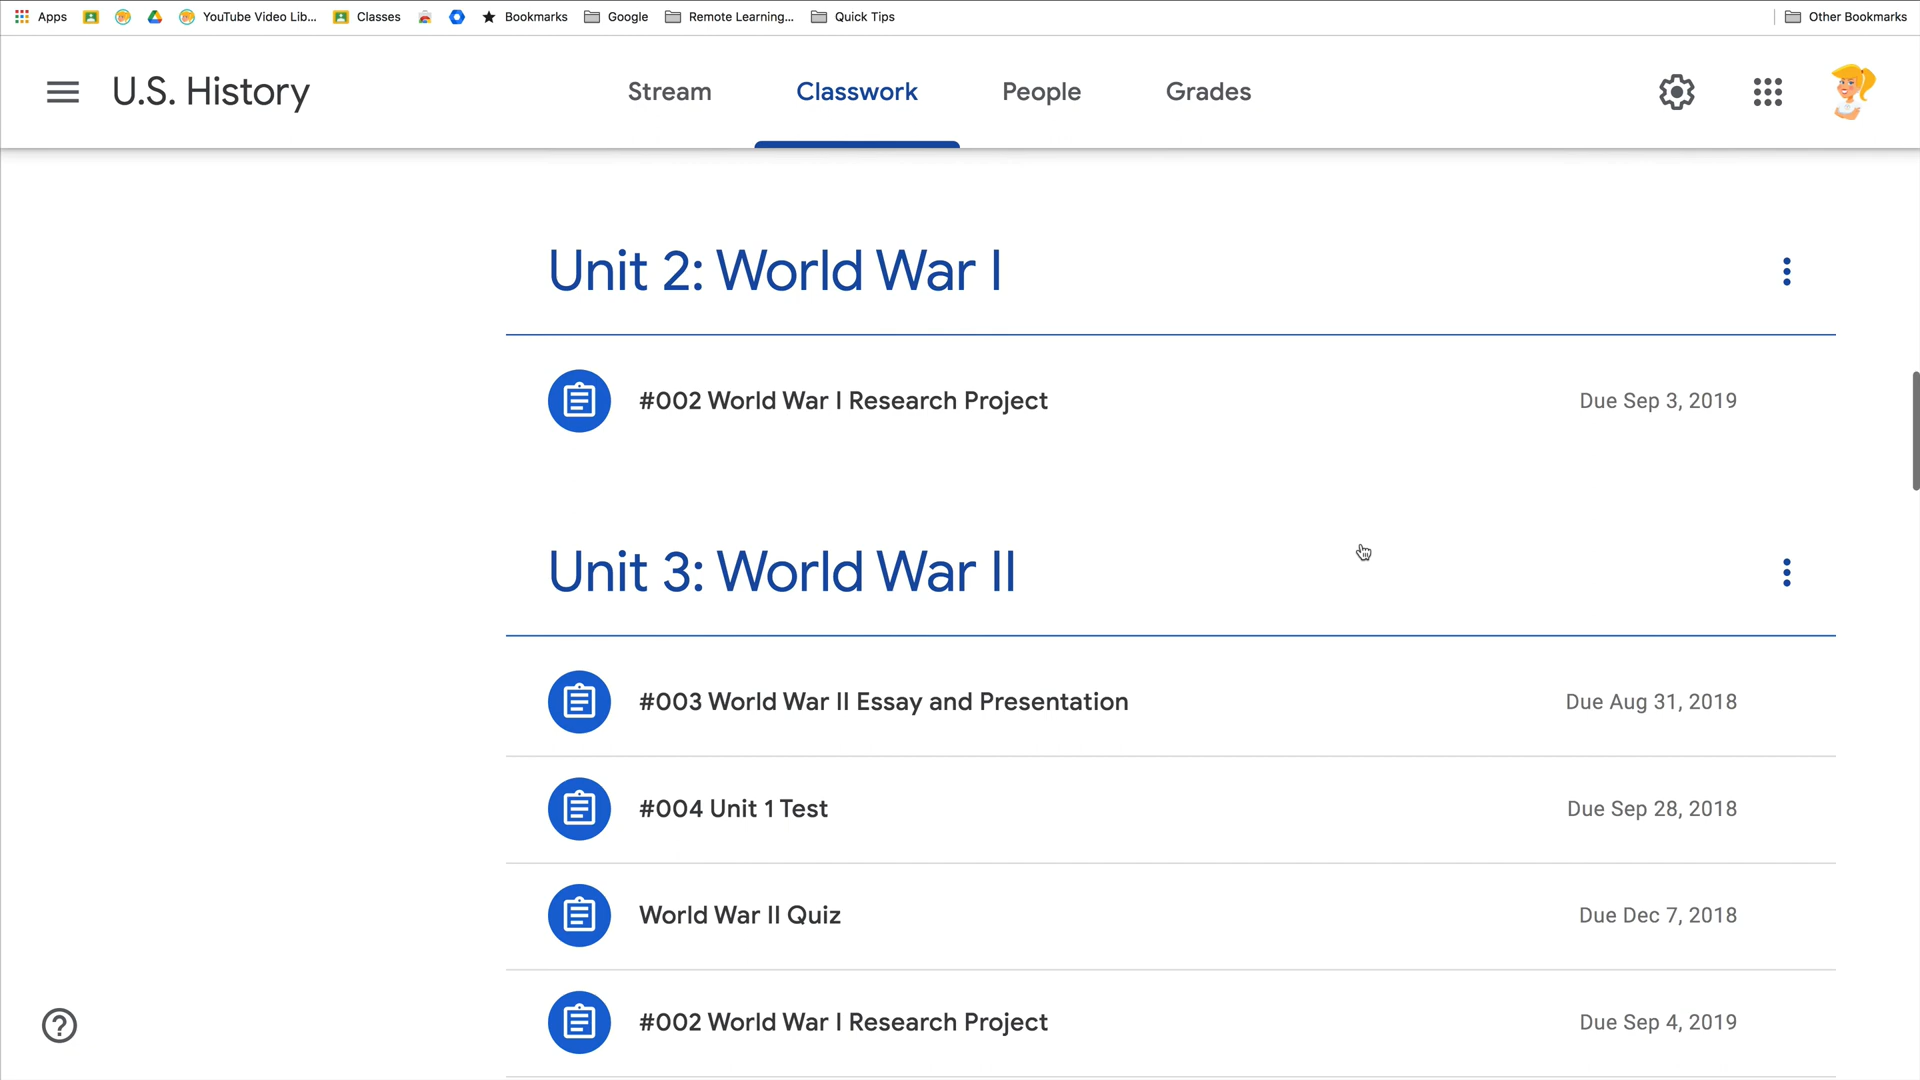 Apps YouTube Video Lib... Classes Bookmarks Google Remote Learning... Quick Tips Other Bookmarks
U.S. History Stream Classwork People Grades
Unit 2: World War I
#002 World War I Research Project Due Sep 3, 2019
Unit 3: World War II
#003 World War II Essay and Presentation Due Aug 31, 2018
#004 Unit 1 Test Due Sep 28, 2018
World War II Quiz Due Dec 7, 2018
#002 World War I Research Project Due Sep 4, 2019